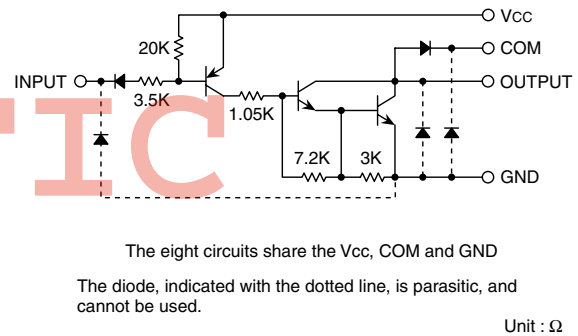 VCC
20K
COM
INPUT
OUTPUT
3.5K
1.05K
TIC
7.2K
3K
GND
The eight circuits share the Vcc, COM and GND
The diode, indicated with the dotted line, is parasitic, and
cannot be used.
Unit : Ω